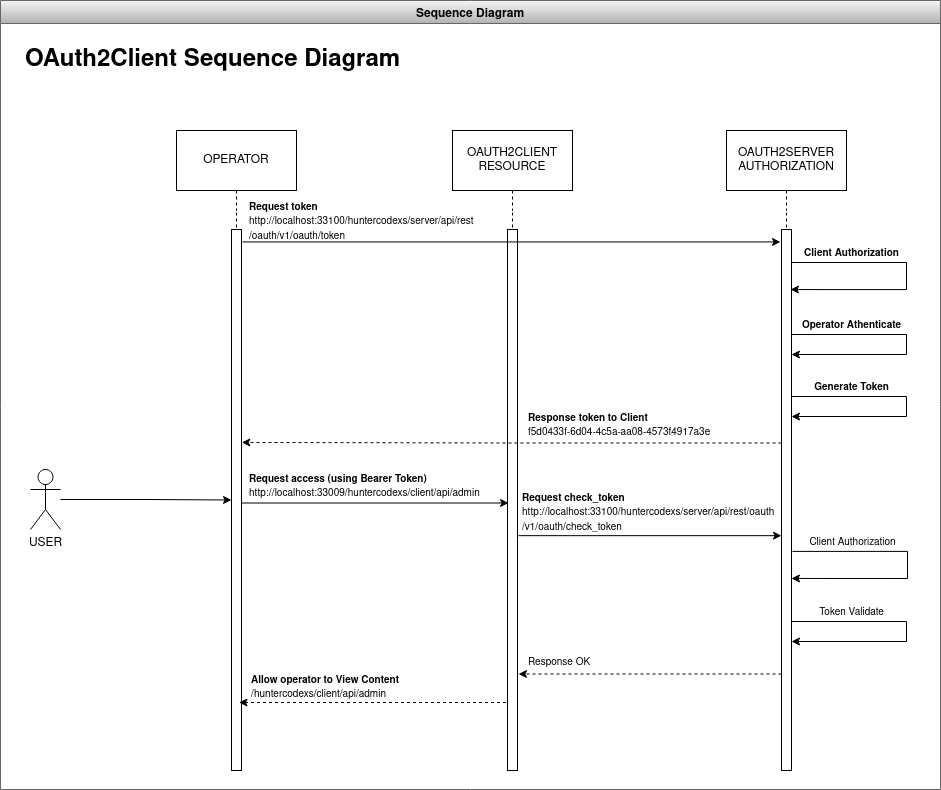 Sequence Diagram
OAuth2Client Sequence Diagram
OPERATOR
OAUTH2CLIENT
RESOURCE
OAUTH2SERVER
AUTHORIZATION
Request token
http://localhost:33100/huntercodexs/server/api/rest
/oauth/v1/oauth/token
Client Authorization
Operator Athenticate
Generate Token
Response token to Client
f5d0433f-6d04-4c5a-aa08-4573f4917a3e
Request access (using Bearer Token)
http://localhost:33009/huntercodexs/client/api/admin
Request check_token
http://localhost:33100/huntercodexs/server/api/rest/oauth
/v1/oauth/check_token
USER
Client Authorization
Token Validate
Response OK
Allow operator to View Content
/huntercodexs/client/api/admin